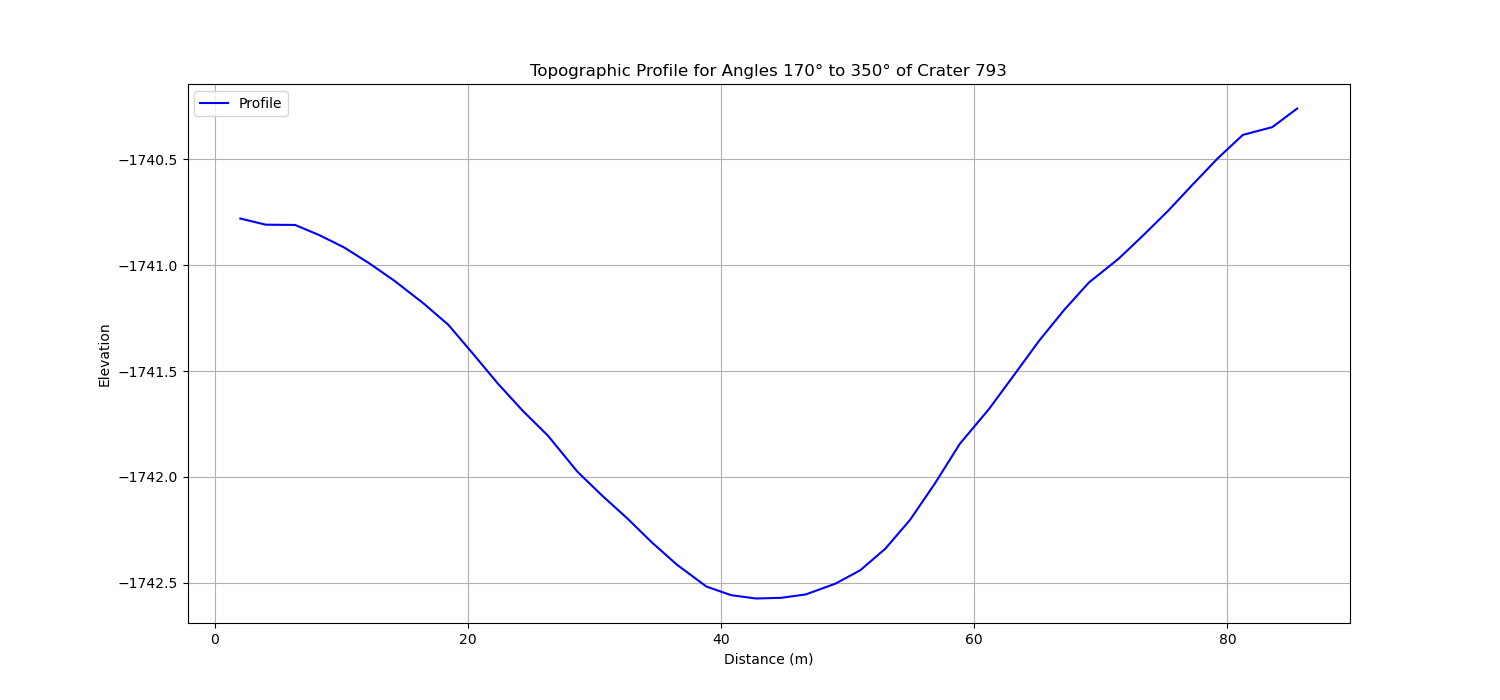 Topographic Profile for Angles 170° to 350° of Crater 793
Profile
−1740.5
−1741.0
−1741.5
−1742.0
−1742.5
Elevation
0
20
40
60
80
Distance (m)